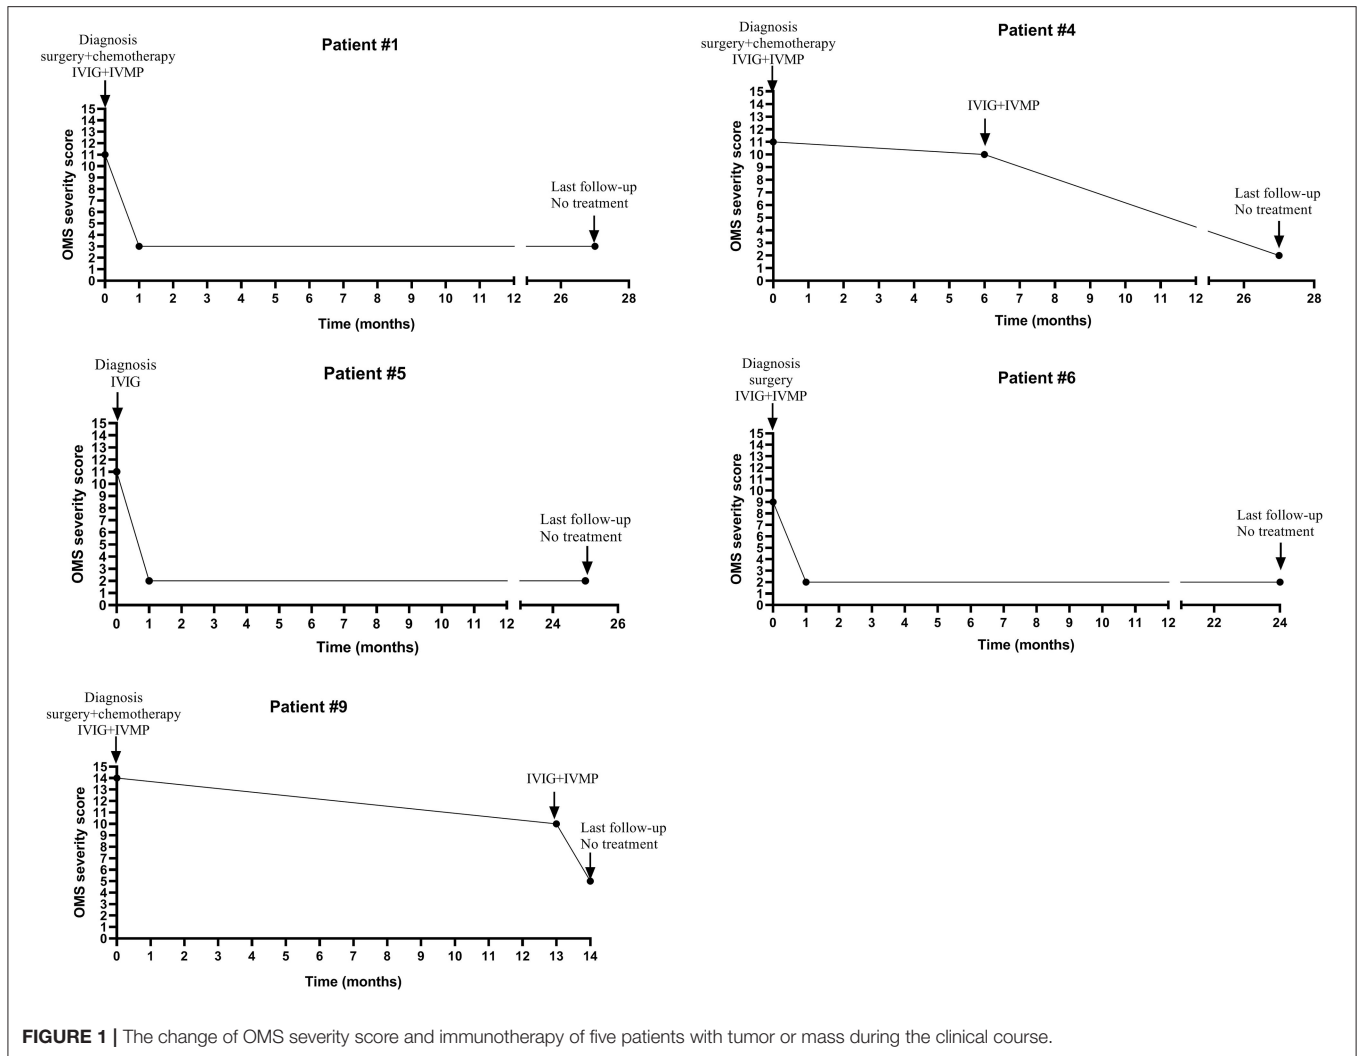 Patient #1
Diagnosis
surgery+chemotherapy
IVIG+IVMP
15
14
13
12
11
10
9
8
7
6
5
4
3
2
1
0
OMS severity score
Last follow-up
No treatment
0 1 2 3 4 5 6 7 8 9 10 11 12 26 28
Time (months)
Patient #4
Diagnosis
surgery+chemotherapy
IVIG+IVMP
15
14
13
12
11
10
9
8
7
6
5
4
3
2
1
0
OMS severity score
IVIG+IVMP
Last follow-up
No treatment
0 1 2 3 4 5 6 7 8 9 10 11 12 26 28
Time (months)
Patient #5
Diagnosis
IVIG
15
14
13
12
11
10
9
8
7
6
5
4
3
2
1
0
OMS severity score
Last follow-up
No treatment
0 1 2 3 4 5 6 7 8 9 10 11 12 24 26
Time (months)
Patient #6
Diagnosis
surgery
IVIG+IVMP
15
14
13
12
11
10
9
8
7
6
5
4
3
2
1
0
OMS severity score
Last follow-up
No treatment
0 1 2 3 4 5 6 7 8 9 10 11 12 22 24
Time (months)
Patient #9
Diagnosis
surgery+chemotherapy
IVIG+IVMP
15
14
13
12
11
10
9
8
7
6
5
4
3
2
1
0
OMS severity score
IVIG+IVMP
Last follow-up
No treatment
0 1 2 3 4 5 6 7 8 9 10 11 12 13 14
Time (months)
FIGURE 1 | The change of OMS severity score and immunotherapy of five patients with tumor or mass during the clinical course.